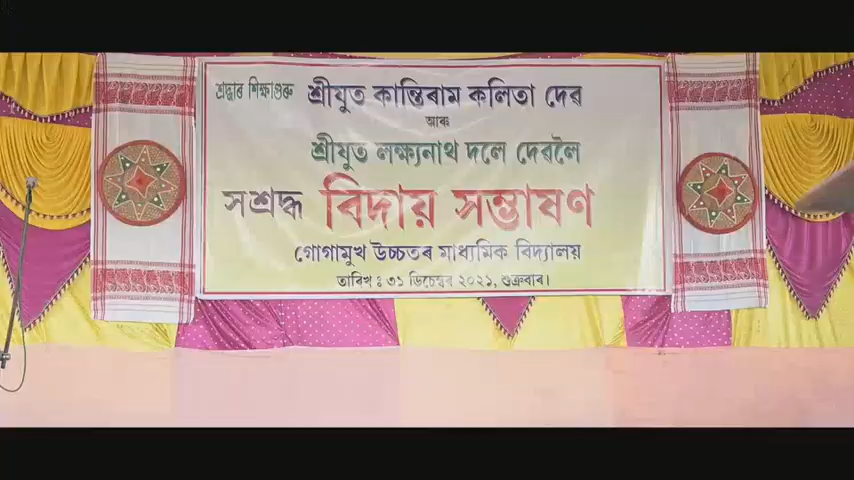 শ্ৰদ্ধাৰ শিক্ষাগুৰু শ্ৰীযুত কান্তিৰাম কলিতা দেৱ
আৰু
শ্ৰীযুত লক্ষ্যনাথ দলে দেৱলৈ
সশ্ৰদ্ধ বিদায় সম্ভাষণ
গোগামুখ উচ্চতৰ মাধ্যমিক বিদ্যালয়
তাৰিখ : ৩১ ডিচেম্বৰ ২০২১, শুক্ৰবাৰ।